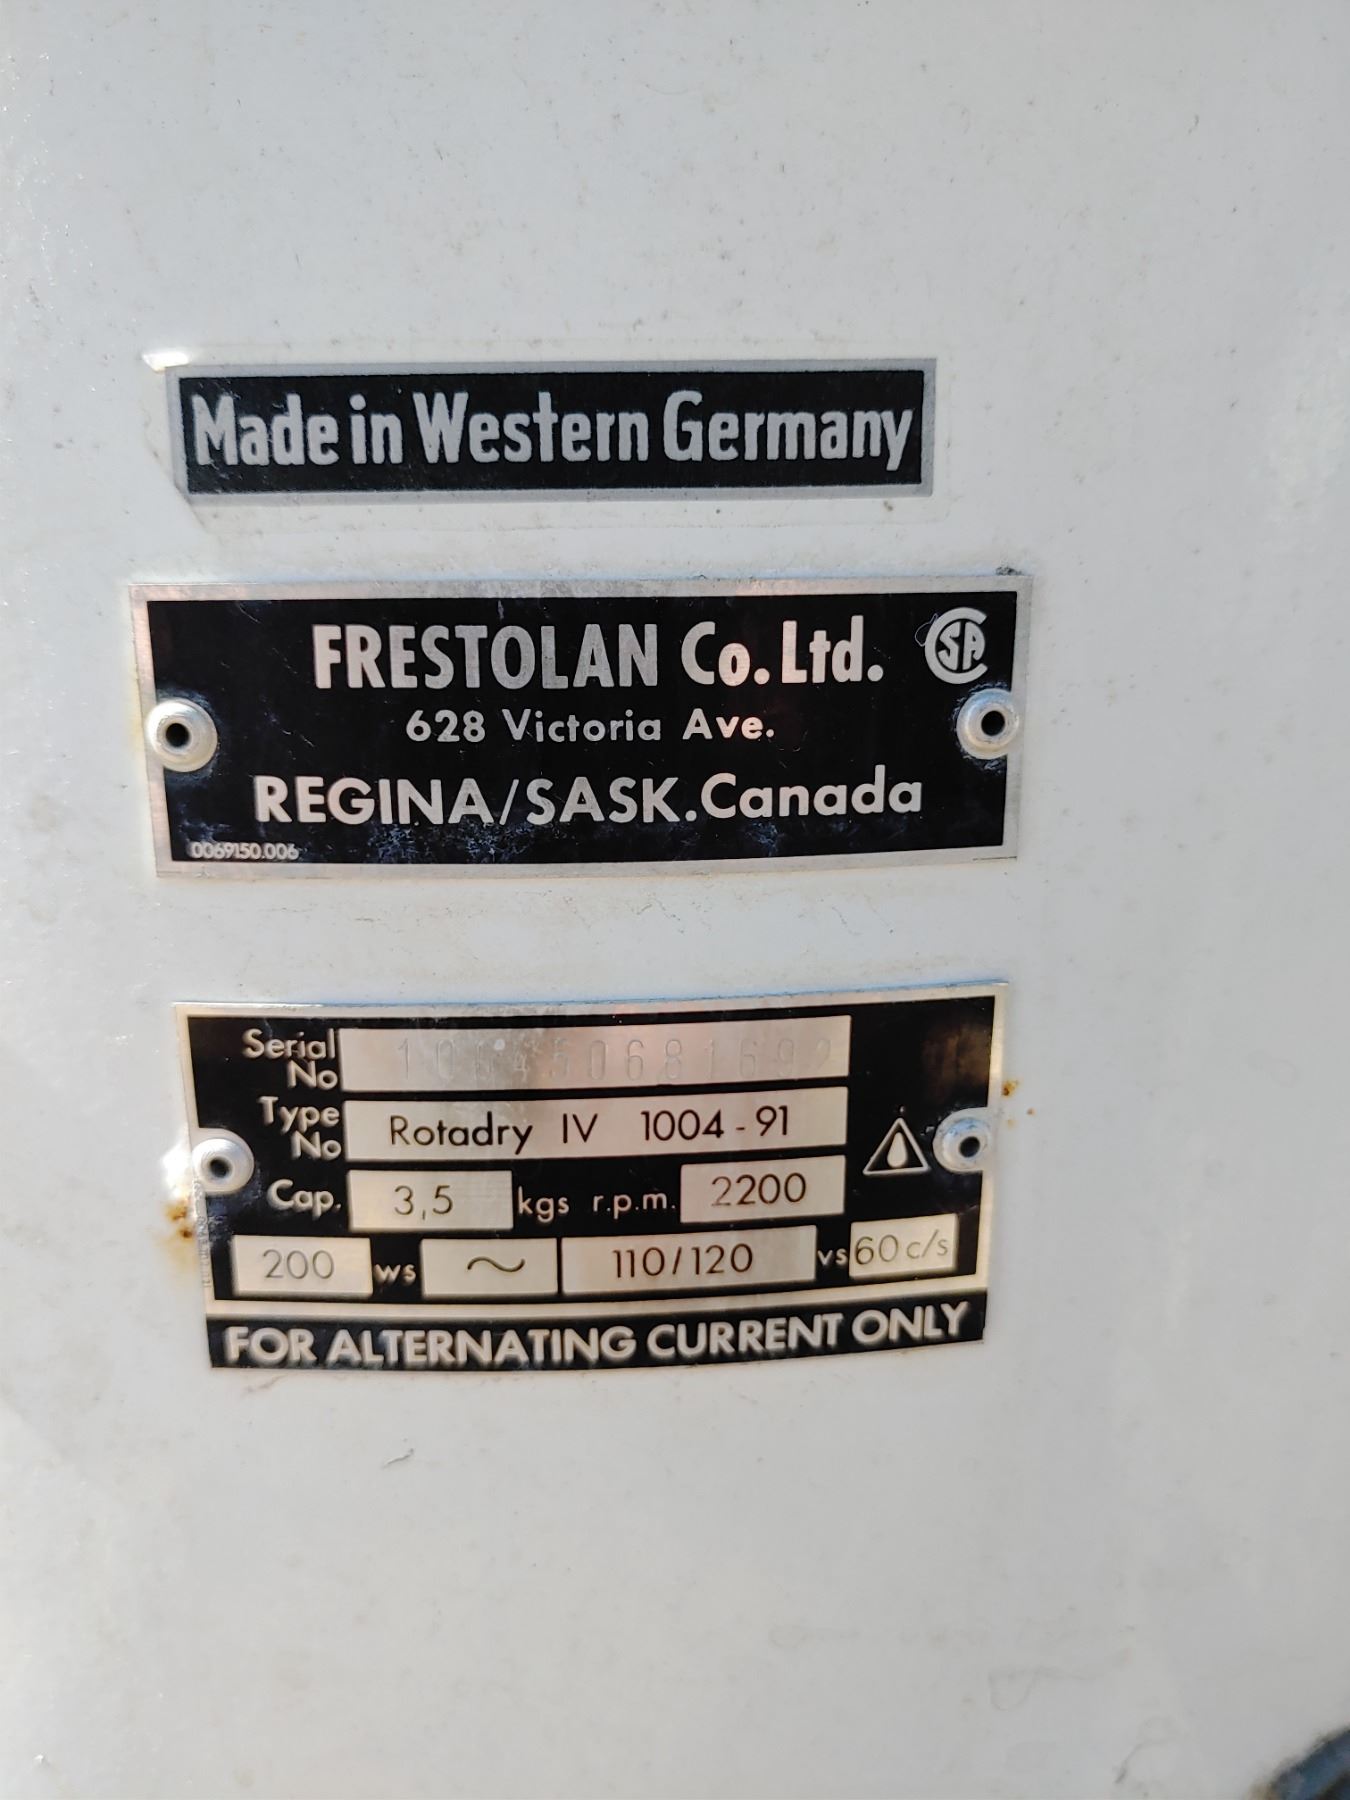 Made in Western Germany
FRESTOLAN Co. Ltd. CSA
628 Victoria Ave.
REGINA/SASK. Canada
0069150.006
Serial No
Type No Rotadry IV 1004-91
Cap. 3,5 kgs r.p.m. 2200
200 ws ~ 110/120 vs 60 c/s
FOR ALTERNATING CURRENT ONLY